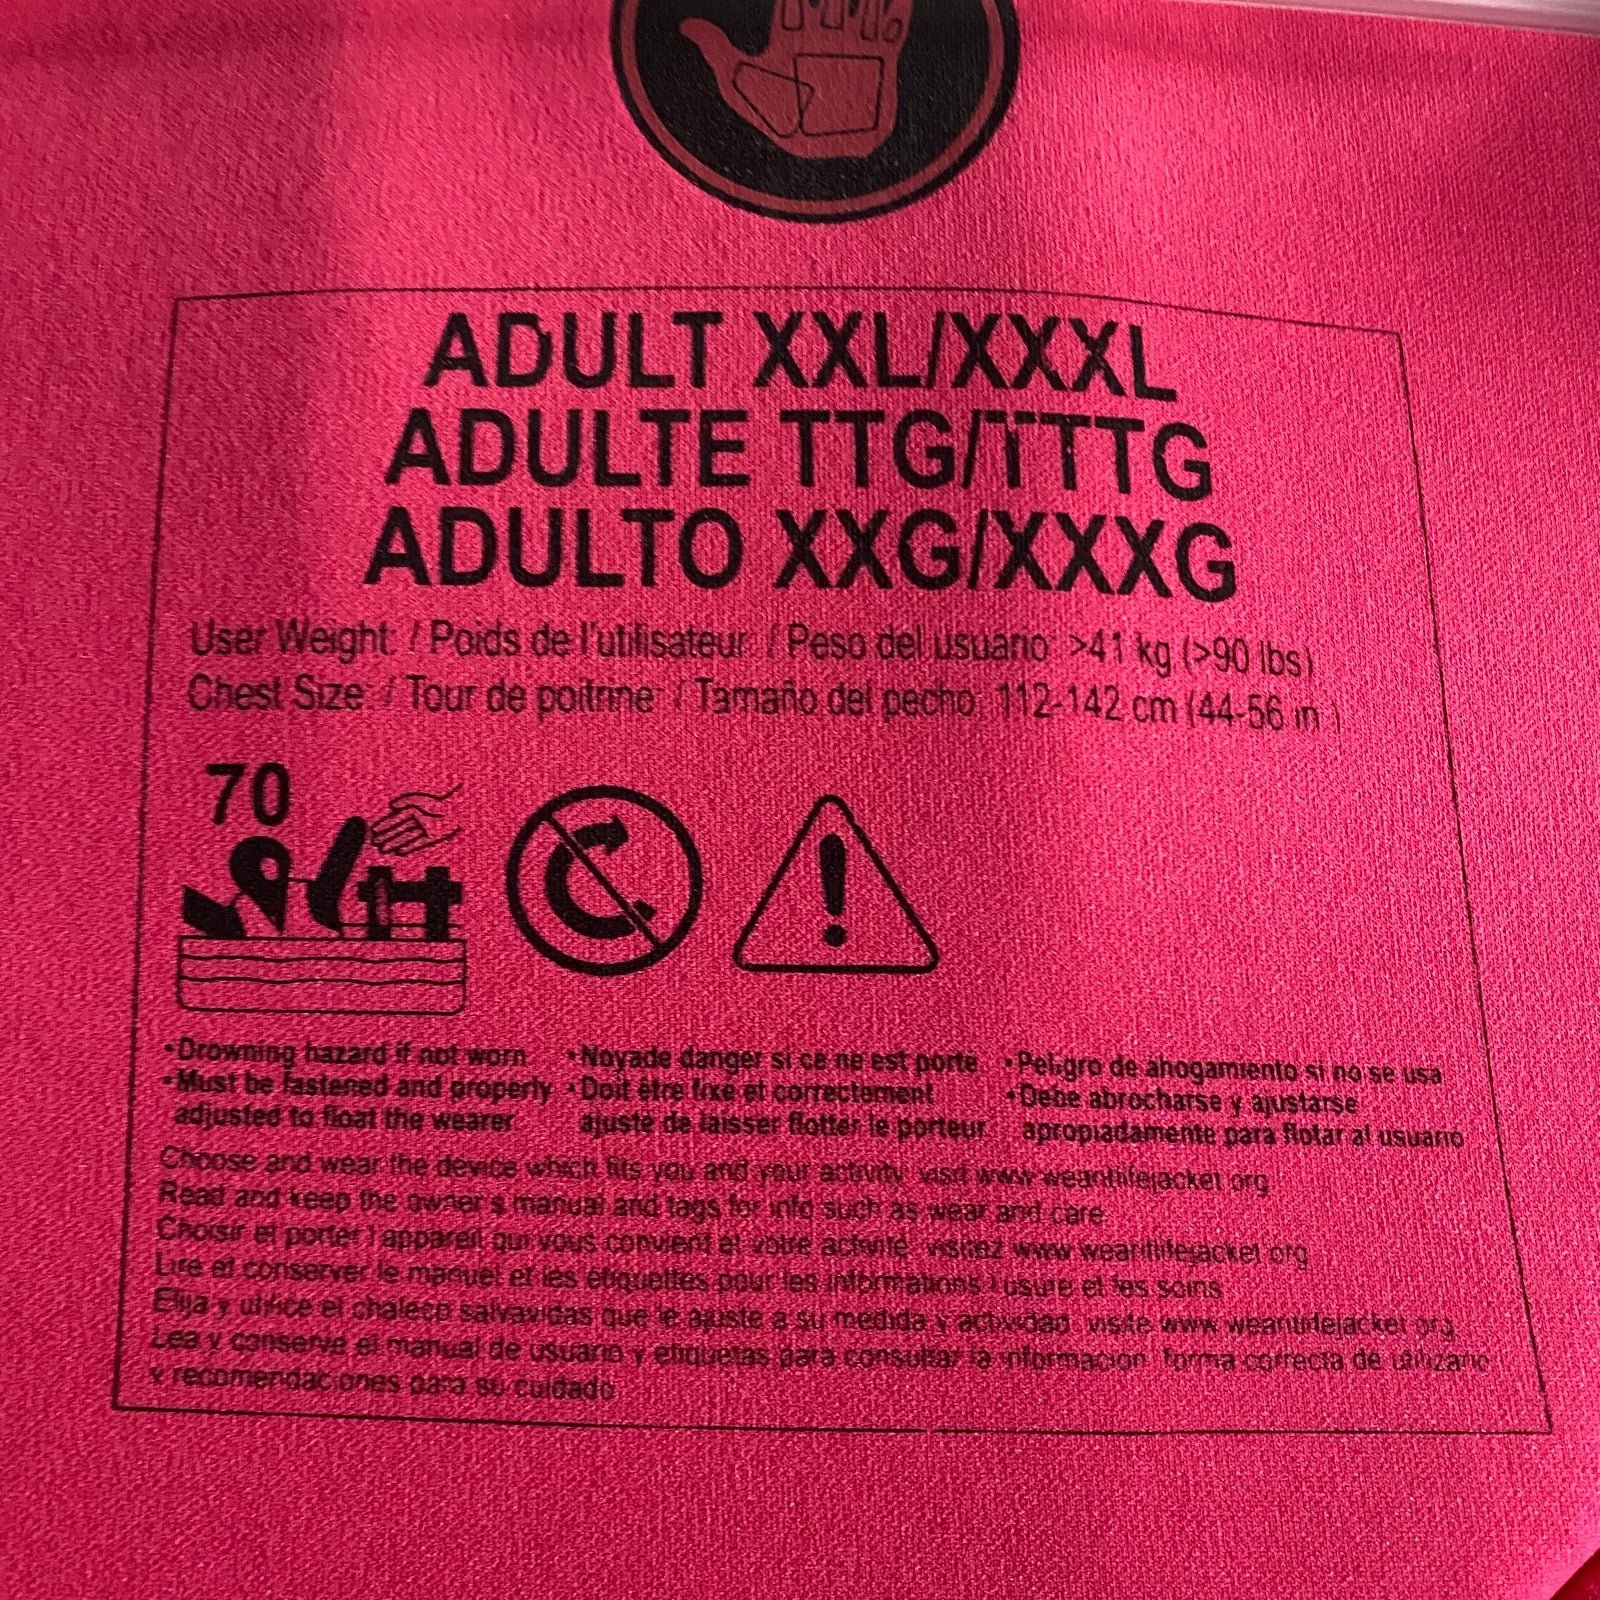 ADULT XXL/XXXL
ADULTE TTG/TTTG
ADULTO XXG/XXXG
User Weight: / Poids de l'utilisateur: / Peso del usuario: >41 kg (>90 lbs)
Chest Size: / Tour de poitrine: / Tamaño del pecho: 112-142 cm (44-56 in.)
70
•Drowning hazard if not worn.
•Must be fastened and properly
adjusted to float the wearer.
•Noyade danger si ce ne est porte.
•Doit être fixé et correctement
ajuste de laisser flotter le porteur.
•Peligro de ahogamiento si no se usa
•Debe abrocharse y ajustarse
apropiadamente para flotar al usuario
Choose and wear the device which fits you and your activity. visit www.wearitlifejacket.org
Read and keep the owner's manual and tags for info such as wear and care.
Choisir et porter l'appareil qui vous convient et votre activité. visitez www.wearitlifejacket.org
Lire et conserver le manuel et les étiquettes pour les informations l'usure et les soins.
Elija y utilice el chaleco salvavidas que le ajuste a su medida y actividad. visite www.wearitlifejacket.org
Lea y conserve el manual de usuario y etiquetas para consultar la informacion. forma correcta de utilizarlo
y recomendaciones para su cuidado.